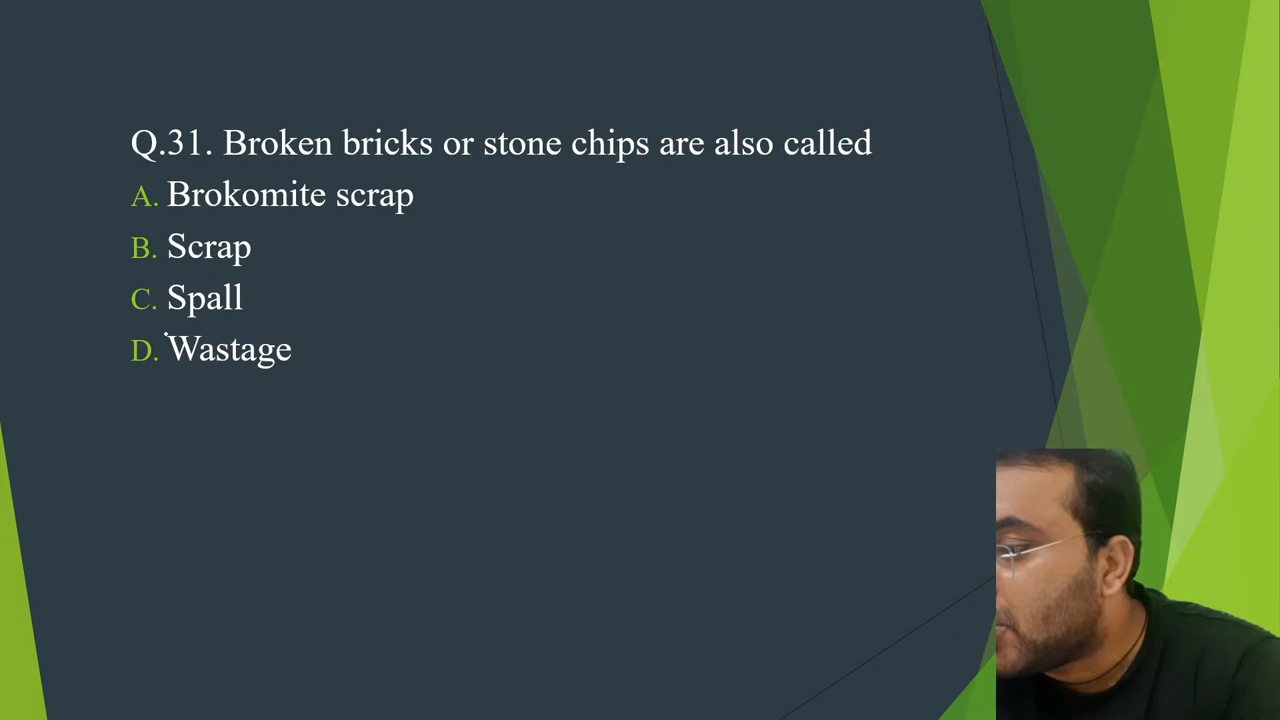 Q.31. Broken bricks or stone chips are also called
A. Brokomite scrap
B. Scrap
C. Spall
D. Wastage